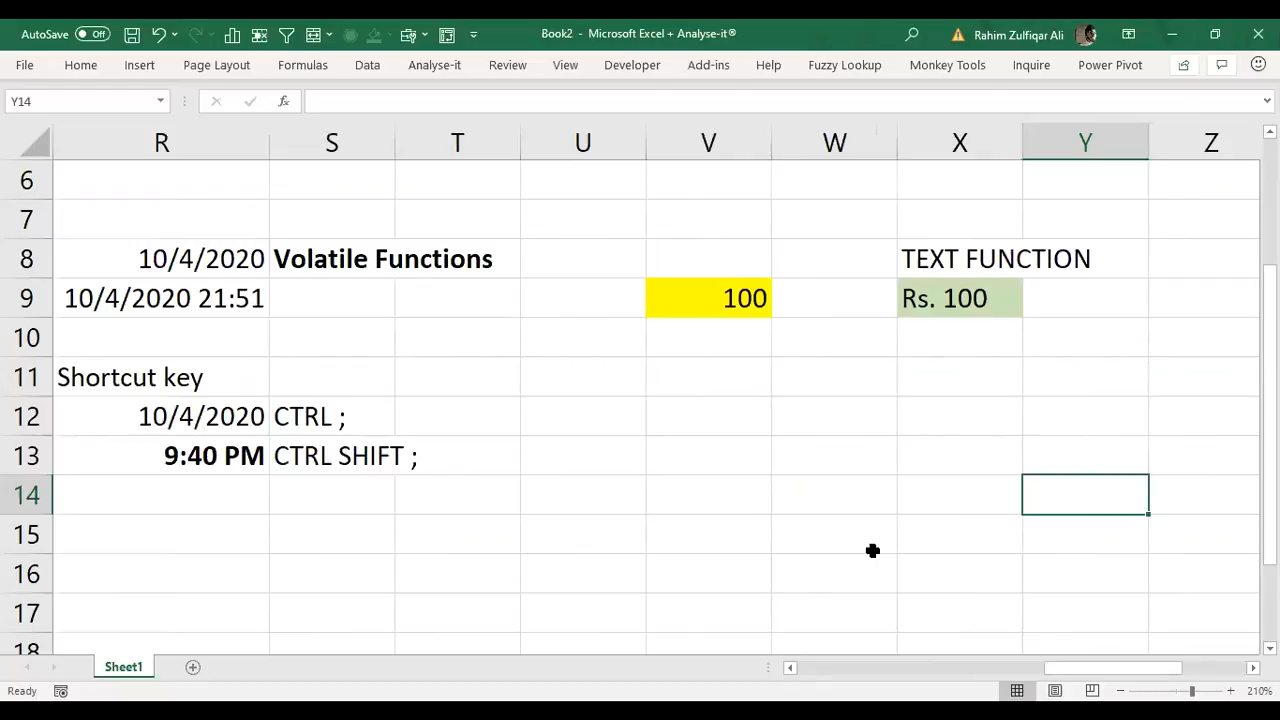 AutoSave Off Book2 - Microsoft Excel + Analyse-it® Rahim Zulfiqar Ali
File Home Insert Page Layout Formulas Data Analyse-it Review View Developer Add-ins Help Fuzzy Lookup Monkey Tools Inquire Power Pivot
Y14 fx
R S T U V W X Y Z
6
7
8 10/4/2020 Volatile Functions TEXT FUNCTION
9 10/4/2020 21:51 100 Rs. 100
10
11 Shortcut key
12 10/4/2020 CTRL ;
13 9:40 PM CTRL SHIFT ;
14
15
16
17
18
Sheet1
Ready 210%